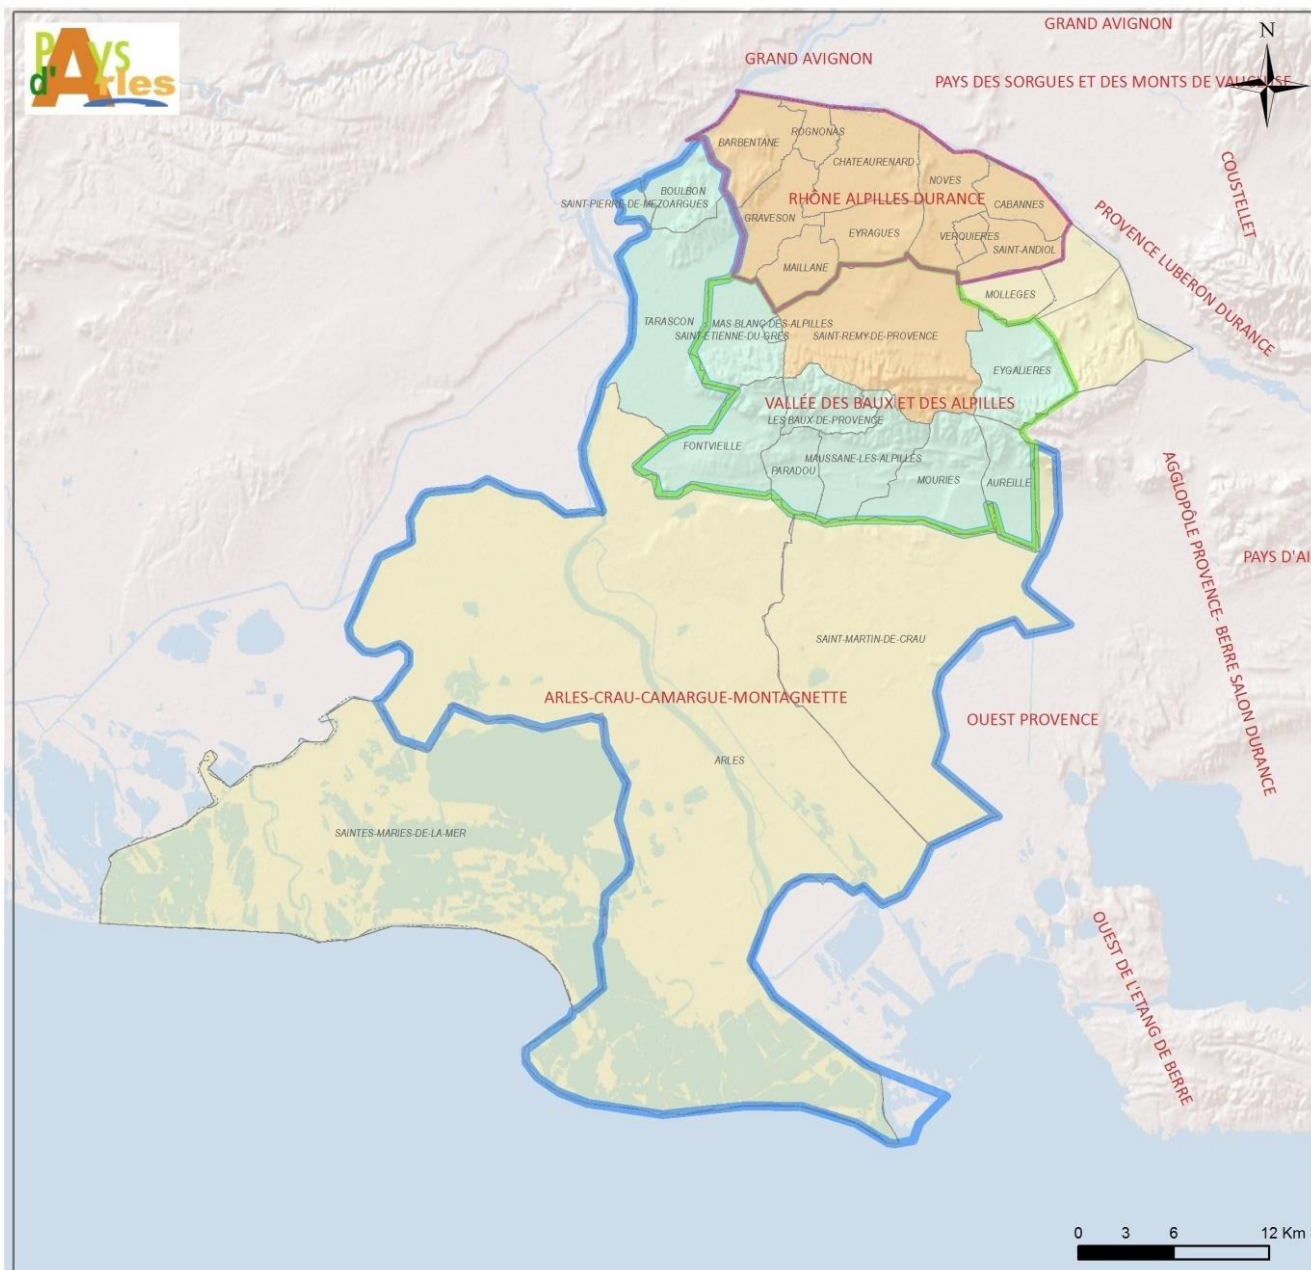 Pays
d'Arles
GRAND AVIGNON
N
GRAND AVIGNON
PAYS DES SORGUES ET DES MONTS DE VAUCLUSE
ROGNONAS
BARBENTANE
CHATEAURENARD
COUSTELLET
NOVES
BOULBON
SAINT-PIERRE-DE-MEZOARGUES
RHÔNE ALPILLES DURANCE
CABANNES
GRAVESON
EYRAGUES
VERQUIERES
SAINT-ANDIOL
PROVENCE LUBERON DURANCE
MAILLANE
MOLLEGES
TARASCON
MAS-BLANC-DES-ALPILLES
SAINT-ETIENNE-DU-GRES
SAINT-REMY-DE-PROVENCE
EYGALIERES
VALLÉE DES BAUX ET DES ALPILLES
LES BAUX-DE-PROVENCE
FONTVIEILLE
MAUSSANE-LES-ALPILLES
PARADOU
MOURIES
AUREILLE
AGGLOPÔLE PROVENCE- BERRE SALON DURANCE
PAYS D'AI
SAINT-MARTIN-DE-CRAU
ARLES-CRAU-CAMARGUE-MONTAGNETTE
OUEST PROVENCE
ARLES
SAINTES-MARIES-DE-LA-MER
OUEST DE L'ETANG DE BERRE
0 3 6 12 Km